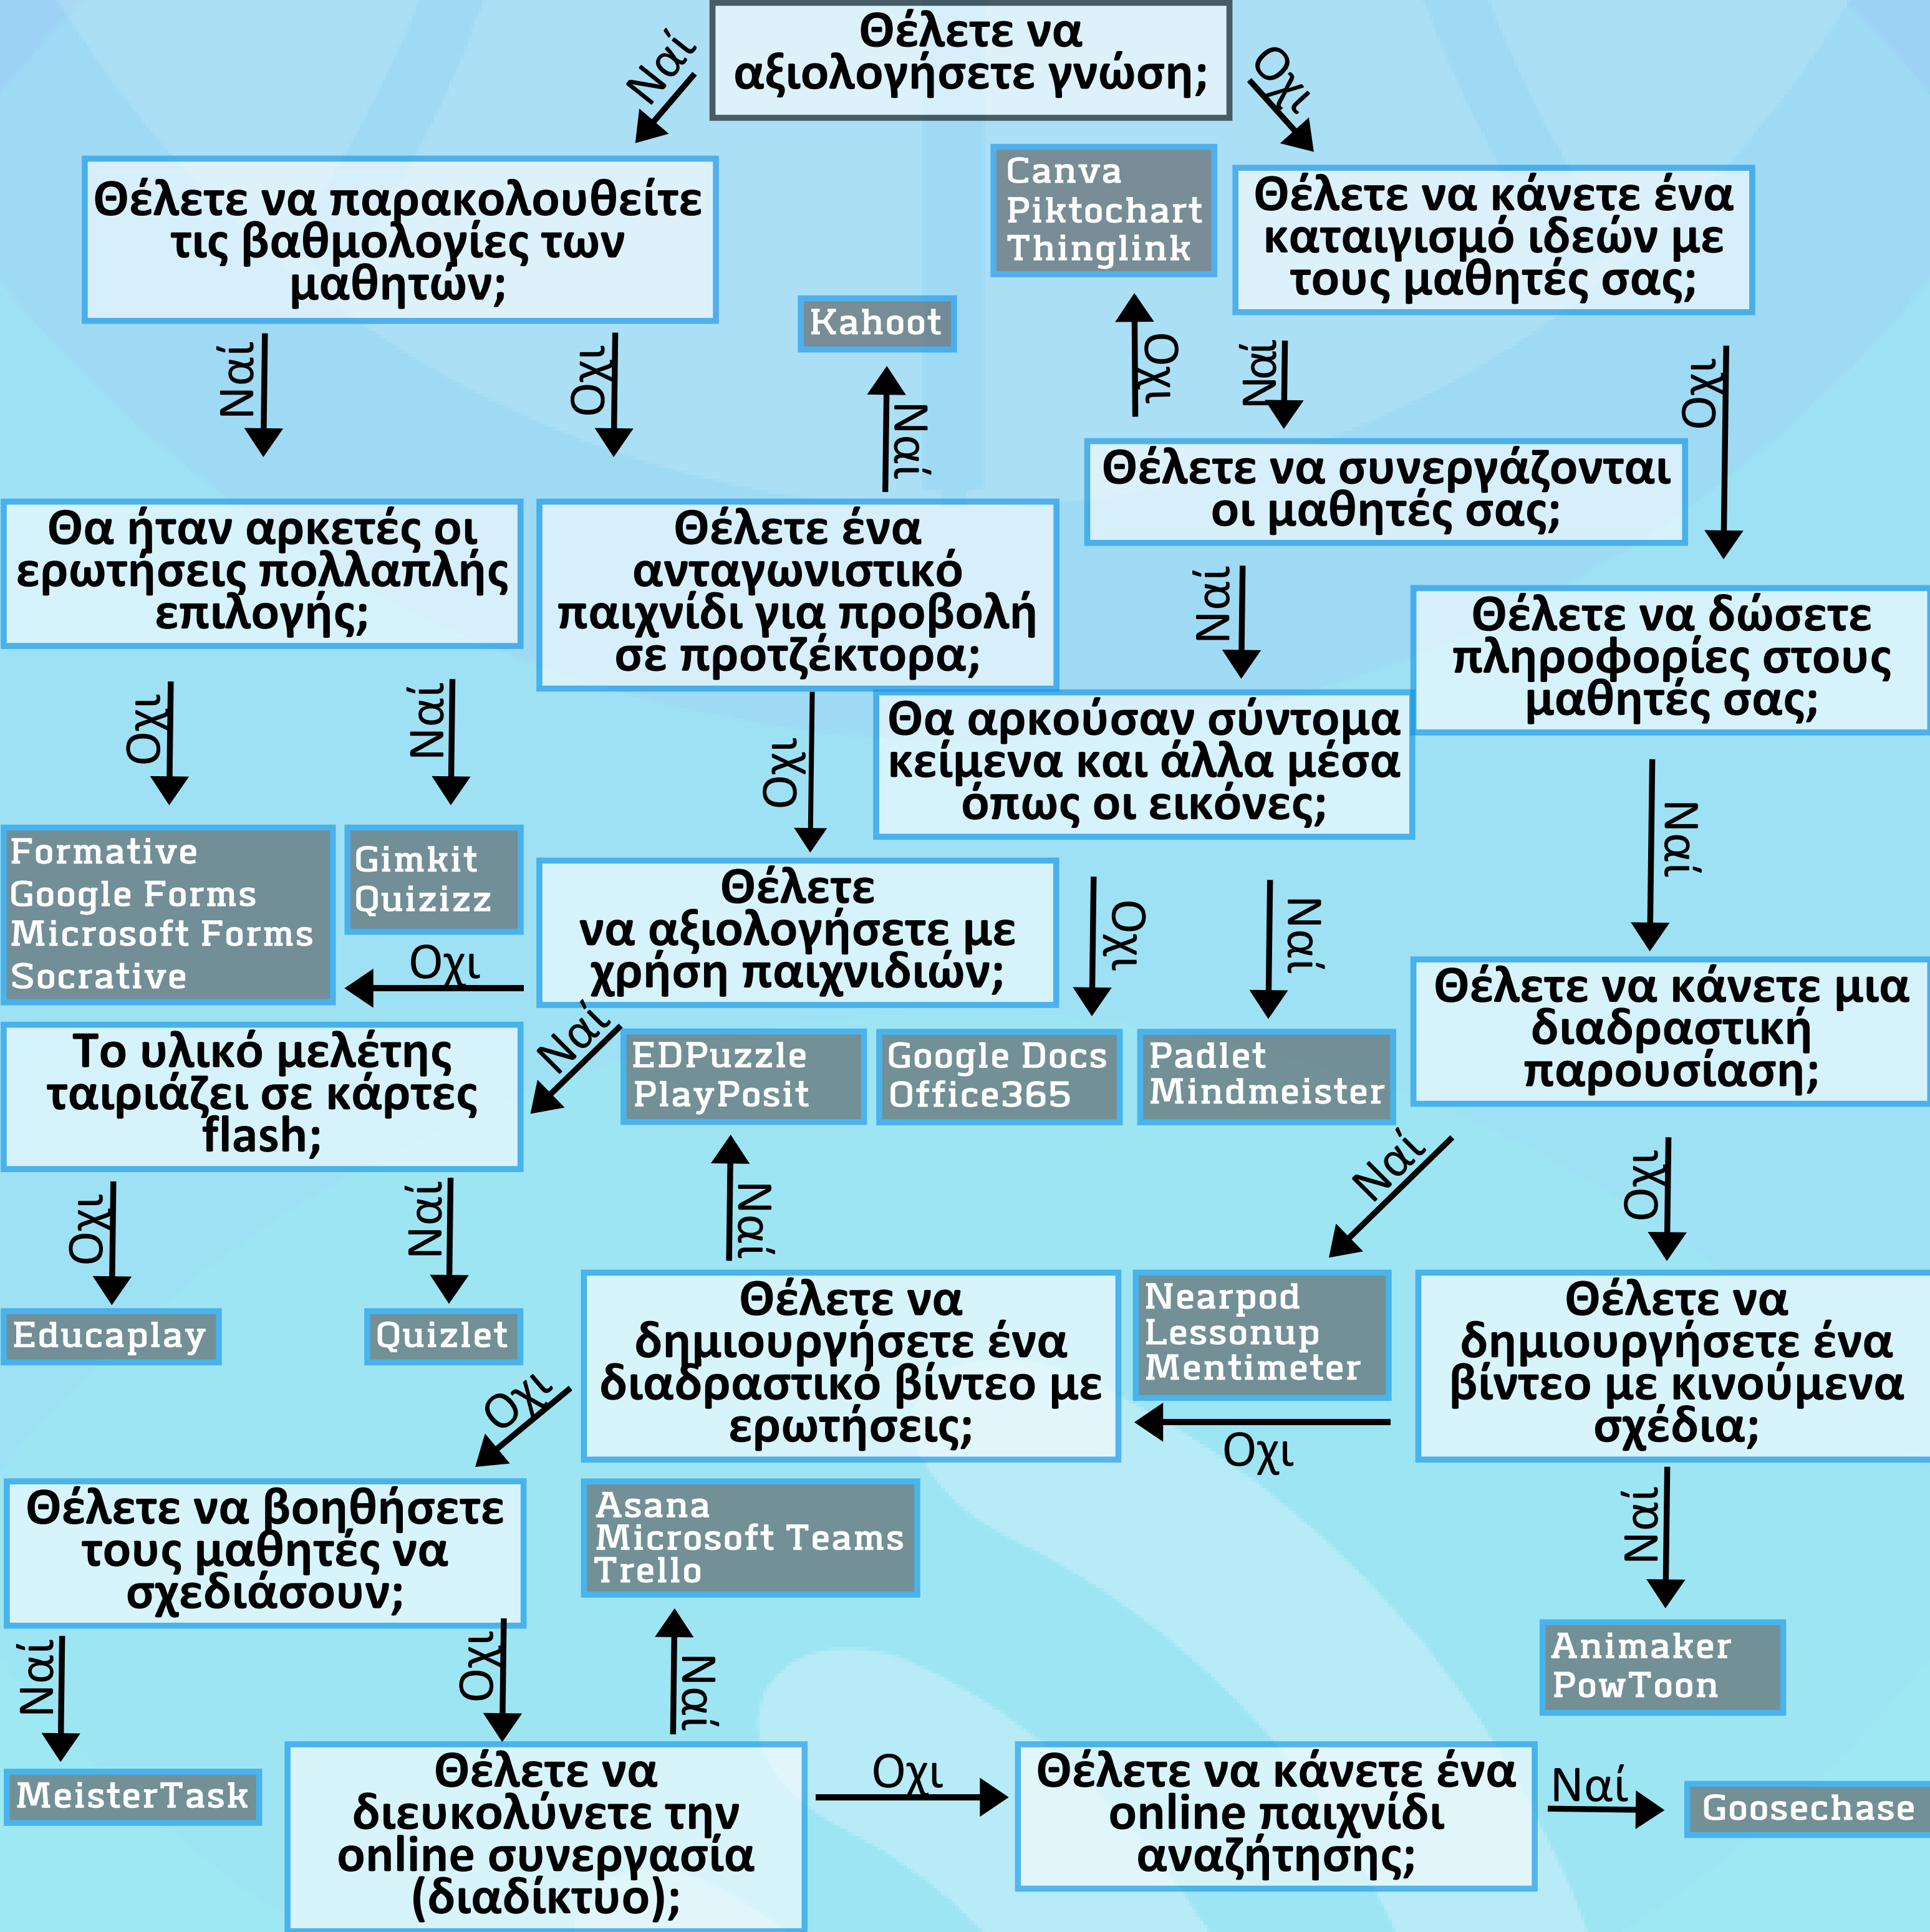 Θέλετε να
αξιολογήσετε γνώση;
Ναί
Οχι
Θέλετε να παρακολουθείτε
τις βαθμολογίες των
μαθητών;
Canva
Piktochart
Thinglink
Θέλετε να κάνετε ένα
καταιγισμό ιδεών με
τους μαθητές σας;
Kahoot
Ναί
Οχι
Ναί
Οχι
Ναί
Οχι
Θέλετε να συνεργάζονται
οι μαθητές σας;
Θα ήταν αρκετές οι
ερωτήσεις πολλαπλής
επιλογής;
Θέλετε ένα
ανταγωνιστικό
παιχνίδι για προβολή
σε προτζέκτορα;
Ναί
Θέλετε να δώσετε
πληροφορίες στους
μαθητές σας;
Οχι
Ναί
Οχι
Θα αρκούσαν σύντομα
κείμενα και άλλα μέσα
όπως οι εικόνες;
Ναί
Formative
Google Forms
Microsoft Forms
Socrative
Gimkit
Quizizz
Οχι
Θέλετε
να αξιολογήσετε με
χρήση παιχνιδιών;
Οχι
Ναί
Θέλετε να κάνετε μια
διαδραστική
παρουσίαση;
Το υλικό μελέτης
ταιριάζει σε κάρτες
flash;
Ναί
EDPuzzle
PlayPosit
Google Docs
Office365
Padlet
Mindmeister
Οχι
Ναί
Ναί
Ναί
Οχι
Educaplay
Quizlet
Θέλετε να
δημιουργήσετε ένα
διαδραστικό βίντεο με
ερωτήσεις;
Nearpod
Lessonup
Mentimeter
Θέλετε να
δημιουργήσετε ένα
βίντεο με κινούμενα
σχέδια;
Οχι
Οχι
Θέλετε να βοηθήσετε
τους μαθητές να
σχεδιάσουν;
Asana
Microsoft Teams
Trello
Ναί
Ναί
Οχι
Ναί
Animaker
PowToon
MeisterTask
Θέλετε να
διευκολύνετε την
online συνεργασία
(διαδίκτυο);
Οχι
Θέλετε να κάνετε ένα
online παιχνίδι
αναζήτησης;
Ναί
Goosechase